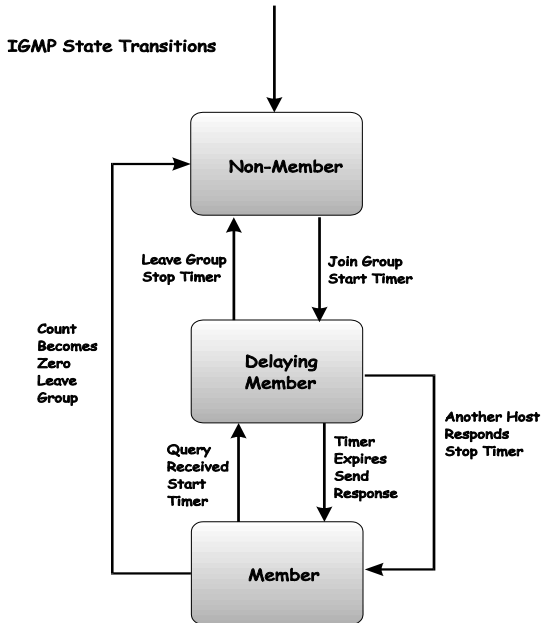 IGMP State Transitions
Non-Member
Leave Group
Stop Timer
Join Group
Start Timer
Count
Becomes
Zero
Leave
Group
Delaying
Member
Another Host
Responds
Stop Timer
Query
Received
Start
Timer
Timer
Expires
Send
Response
Member